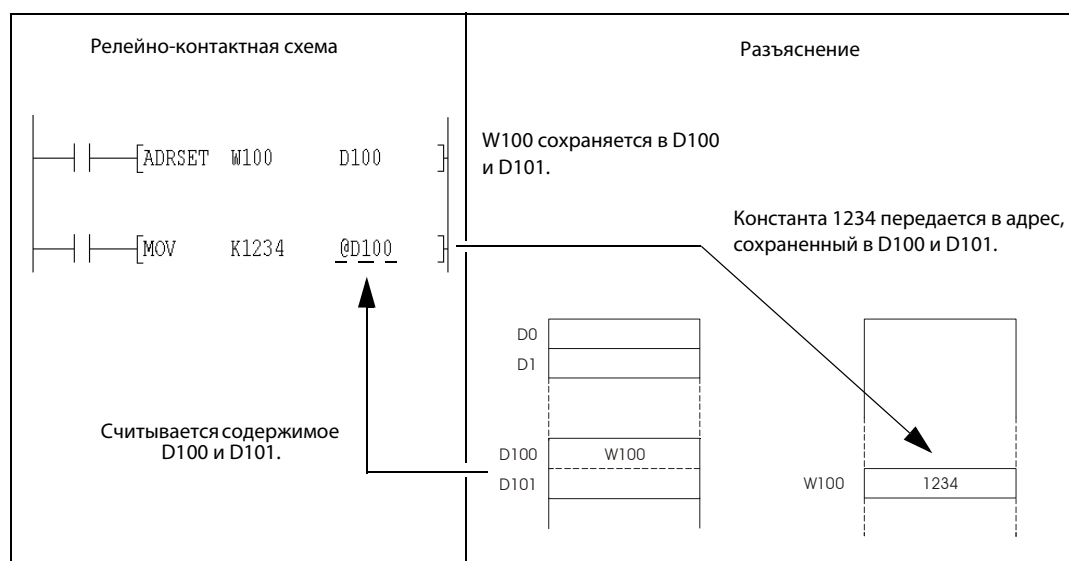 Релейно-контактная схема
Разъяснение
ADRSET W100 D100
W100 сохраняется в D100
и D101.
MOV K1234 @D100
Константа 1234 передается в адрес,
сохраненный в D100 и D101.
Считывается содержимое
D100 и D101.
D0
D1
D100 W100
D101
W100 1234